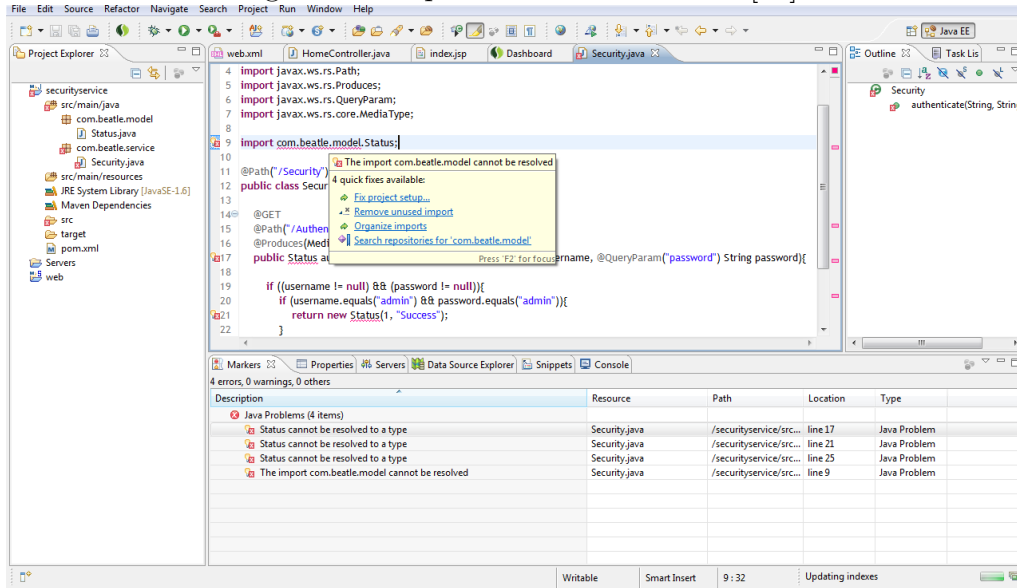 File Edit Source Refactor Navigate Search Project Run Window Help
Java EE
Project Explorer
web.xml HomeController.java index.jsp Dashboard Security.java
Outline Task Lis
securityservice
src/main/java
com.beatle.model
Status.java
com.beatle.service
Security.java
src/main/resources
JRE System Library [JavaSE-1.6]
Maven Dependencies
src
target
pom.xml
Servers
web
4 import javax.ws.rs.Path;
5 import javax.ws.rs.Produces;
6 import javax.ws.rs.QueryParam;
7 import javax.ws.rs.core.MediaType;
8
9 import com.beatle.model.Status;
10
11 @Path("/Security")
12 public class Secur
13
14 @GET
15 @Path("/Authen
16 @Produces(Medi
17 public Status au ername, @QueryParam("password") String password){
18
19 if ((username != null) && (password != null)){
20 if (username.equals("admin") && password.equals("admin")){
21 return new Status(1, "Success");
22 }
The import com.beatle.model cannot be resolved
4 quick fixes available:
Fix project setup...
Remove unused import
Organize imports
Search repositories for 'com.beatle.model'
Press 'F2' for focus
Security
authenticate(String, Strin
Markers Properties Servers Data Source Explorer Snippets Console
4 errors, 0 warnings, 0 others
Description Resource Path Location Type
Java Problems (4 items)
Status cannot be resolved to a type Security.java /securityservice/src... line 17 Java Problem
Status cannot be resolved to a type Security.java /securityservice/src... line 21 Java Problem
Status cannot be resolved to a type Security.java /securityservice/src... line 25 Java Problem
The import com.beatle.model cannot be resolved Security.java /securityservice/src... line 9 Java Problem
Writable Smart Insert 9 : 32 Updating indexes